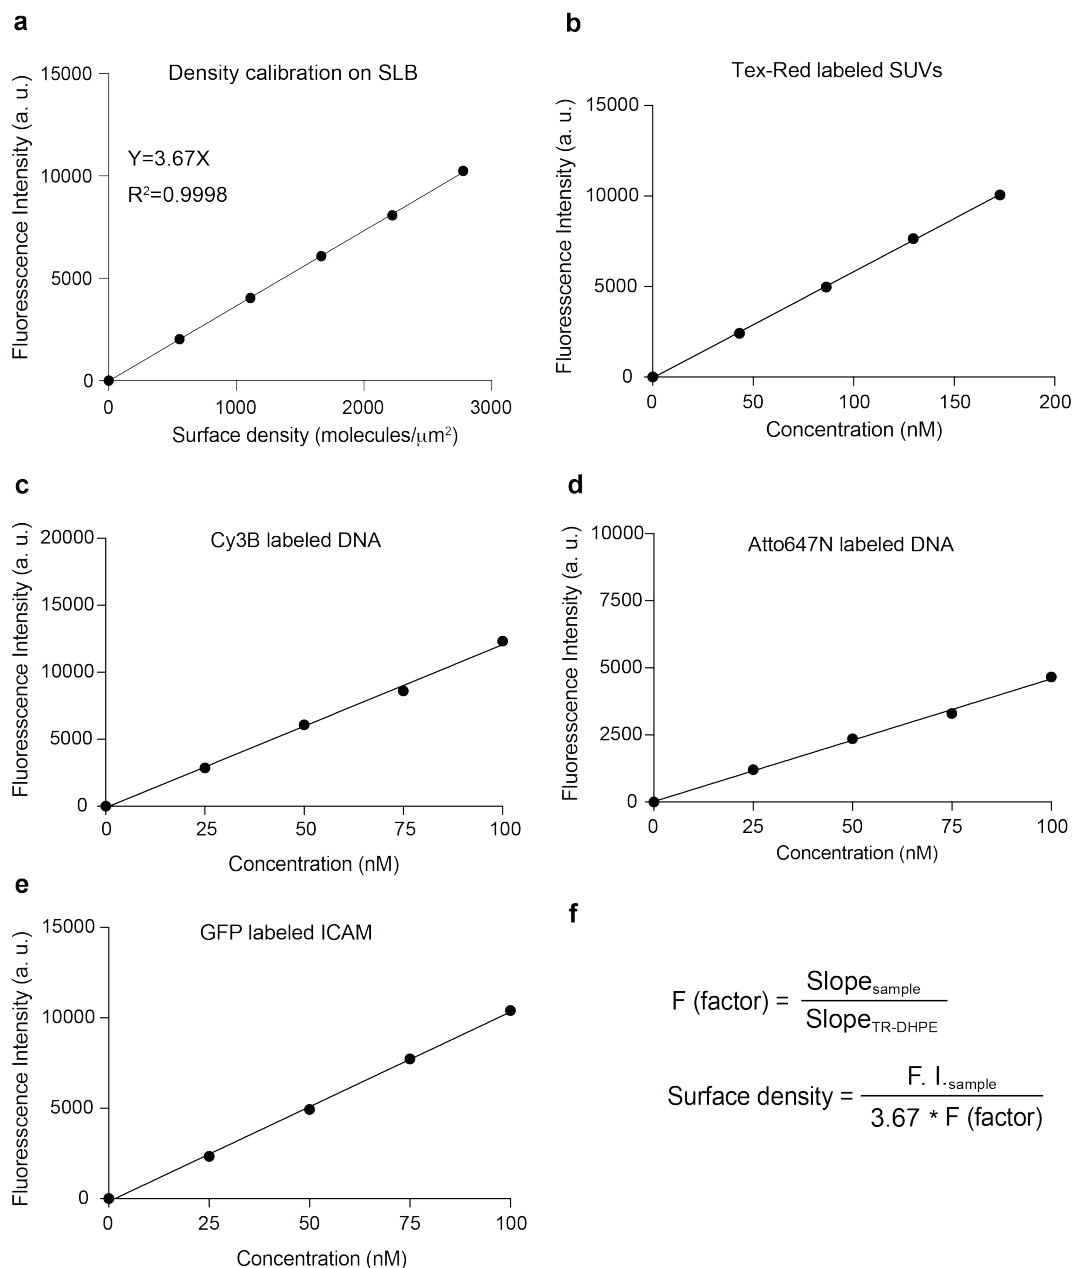 a
Density calibration on SLB
Fluoresscence Intensity (a. u.)
15000
10000
5000
0
Y=3.67X
R²=0.9998
0 1000 2000 3000
Surface density (molecules/μm²)
b
Tex-Red labeled SUVs
Fluoresscence Intensity (a. u.)
15000
10000
5000
0
0 50 100 150 200
Concentration (nM)
c
Cy3B labeled DNA
Fluoresscence Intensity (a. u.)
20000
15000
10000
5000
0
0 25 50 75 100
Concentration (nM)
d
Atto647N labeled DNA
Fluoresscence Intensity (a. u.)
10000
7500
5000
2500
0
0 25 50 75 100
Concentration (nM)
e
GFP labeled ICAM
Fluoresscence Intensity (a. u.)
15000
10000
5000
0
0 25 50 75 100
Concentration (nM)
f
F (factor) = Slope sample
Slope TR-DHPE
Surface density = F. I. sample
3.67 * F (factor)